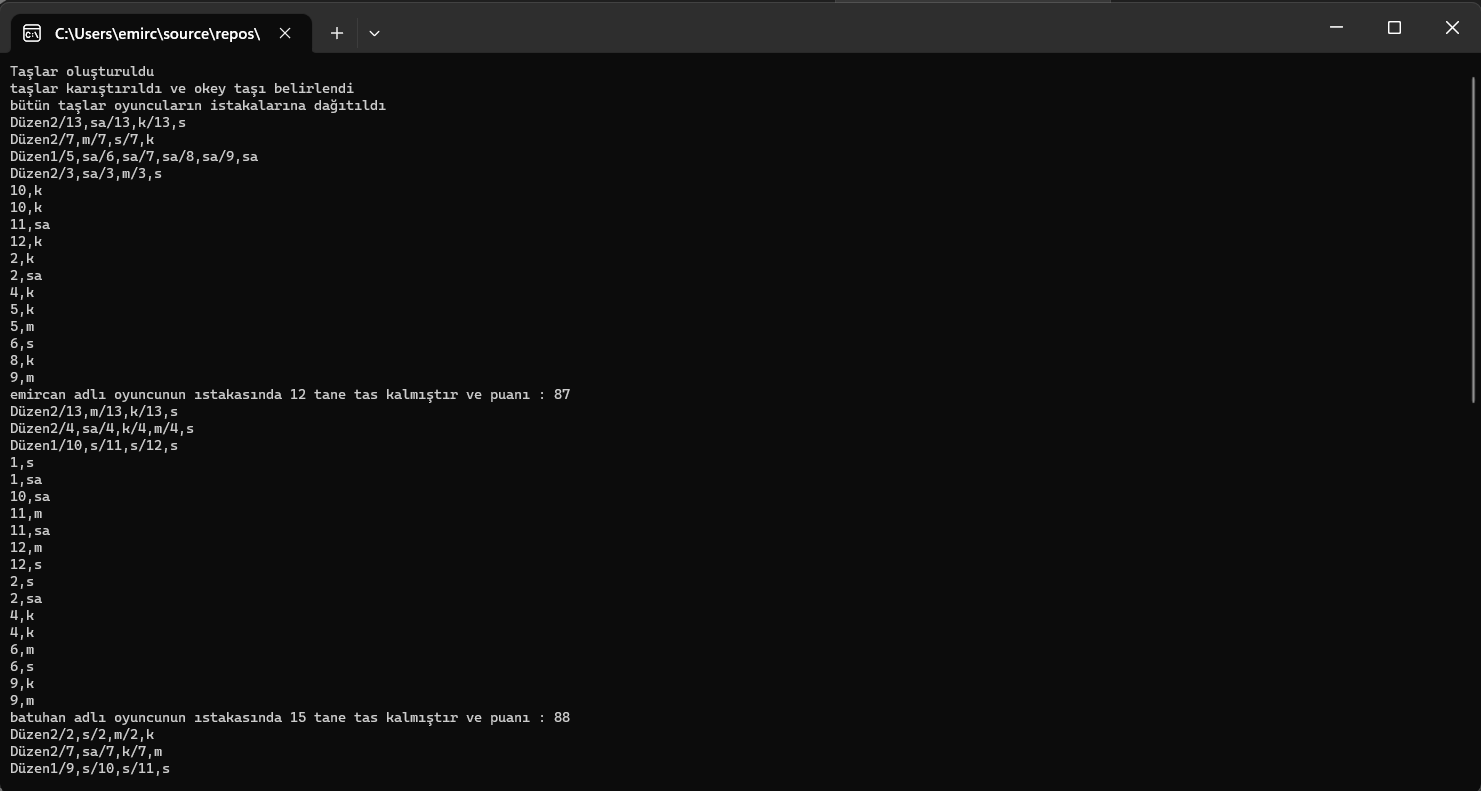 C:\Users\emirc\source\repos\
Taşlar oluşturuldu
taşlar karıştırıldı ve okey taşı belirlendi
bütün taşlar oyuncuların istakalarına dağıtıldı
Düzen2/13,sa/13,k/13,s
Düzen2/7,m/7,s/7,k
Düzen1/5,sa/6,sa/7,sa/8,sa/9,sa
Düzen2/3,sa/3,m/3,s
10,k
10,k
11,sa
12,k
2,k
2,sa
4,k
5,k
5,m
6,s
8,k
9,m
emircan adlı oyuncunun ıstakasında 12 tane tas kalmıştır ve puanı : 87
Düzen2/13,m/13,k/13,s
Düzen2/4,sa/4,k/4,m/4,s
Düzen1/10,s/11,s/12,s
1,s
1,sa
10,sa
11,m
11,sa
12,m
12,s
2,s
2,sa
4,k
4,k
6,m
6,s
9,k
9,m
batuhan adlı oyuncunun ıstakasında 15 tane tas kalmıştır ve puanı : 88
Düzen2/2,s/2,m/2,k
Düzen2/7,sa/7,k/7,m
Düzen1/9,s/10,s/11,s